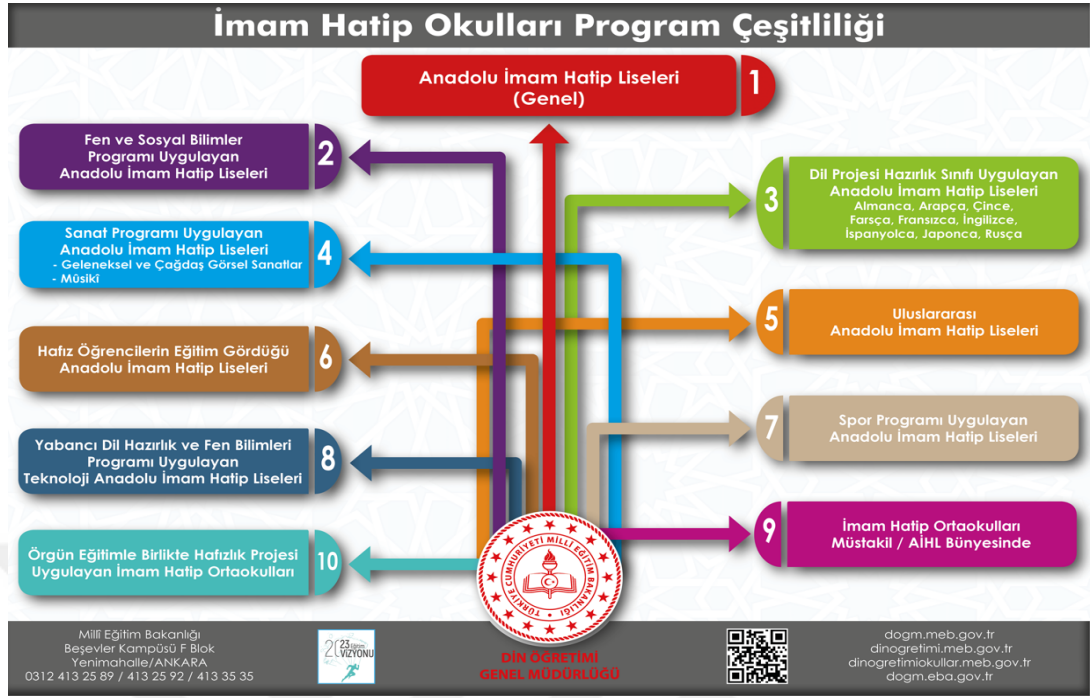 İmam Hatip Okulları Program Çeşitliliği
Anadolu İmam Hatip Liseleri
(Genel)
1
Fen ve Sosyal Bilimler
Programı Uygulayan
Anadolu İmam Hatip Liseleri
2
Dil Projesi Hazırlık Sınıfı Uygulayan
Anadolu İmam Hatip Liseleri
Almanca, Arapça, Çince,
Farsça, Fransızca, İngilizce,
İspanyolca, Japonca, Rusça
3
Sanat Programı Uygulayan
Anadolu İmam Hatip Liseleri
- Geleneksel ve Çağdaş Görsel Sanatlar
- Mûsikî
4
Uluslararası
Anadolu İmam Hatip Liseleri
5
Hafız Öğrencilerin Eğitim Gördüğü
Anadolu İmam Hatip Liseleri
6
Spor Programı Uygulayan
Anadolu İmam Hatip Liseleri
7
Yabancı Dil Hazırlık ve Fen Bilimleri
Programı Uygulayan
Teknoloji Anadolu İmam Hatip Liseleri
8
İmam Hatip Ortaokulları
Müstakil / AİHL Bünyesinde
9
Örgün Eğitimle Birlikte Hafızlık Projesi
Uygulayan İmam Hatip Ortaokulları
10
TÜRKİYE CUMHURİYETİ MİLLÎ EĞİTİM BAKANLIĞI
DİN ÖĞRETİMİ
GENEL MÜDÜRLÜĞÜ
Millî Eğitim Bakanlığı
Beşevler Kampüsü F Blok
Yenimahalle/ANKARA
0312 413 25 89 / 413 25 92 / 413 35 35
2023 Eğitim
VİZYONU
dogm.meb.gov.tr
dinogretimi.meb.gov.tr
dinogretimiokullar.meb.gov.tr
dogm.eba.gov.tr